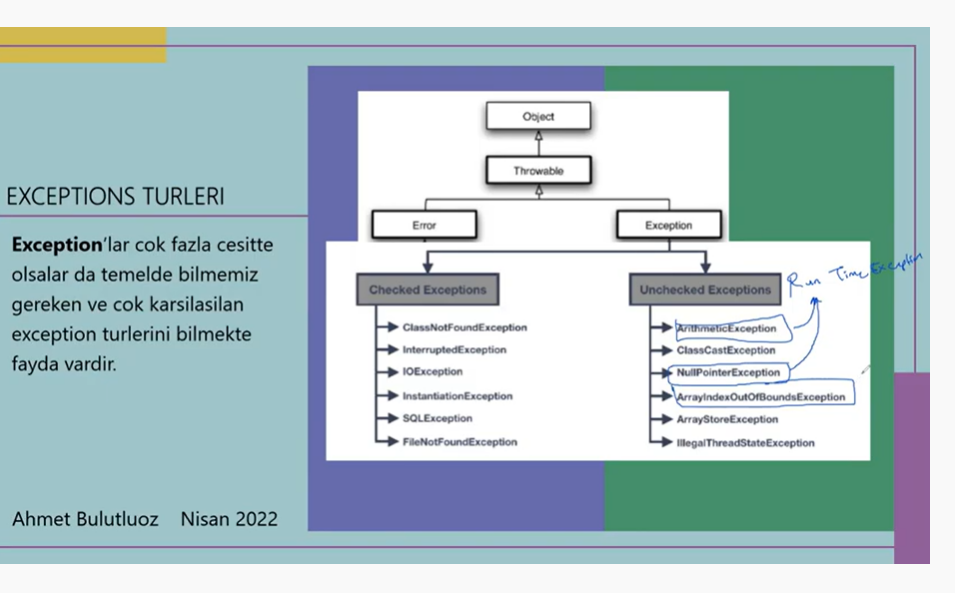 EXCEPTIONS TURLERI
Exception'lar cok fazla cesitte
olsalar da temelde bilmemiz
gereken ve cok karsilasilan
exception turlerini bilmekte
fayda vardir.
Ahmet Bulutluoz Nisan 2022
Object
Throwable
Error
Exception
Checked Exceptions
ClassNotFoundException
InterruptedException
IOException
InstantiationException
SQLException
FileNotFoundException
Unchecked Exceptions
Run Time Exception
ArithmeticException
ClassCastException
NullPointerException
ArrayIndexOutOfBoundsException
ArrayStoreException
IllegalThreadStateException